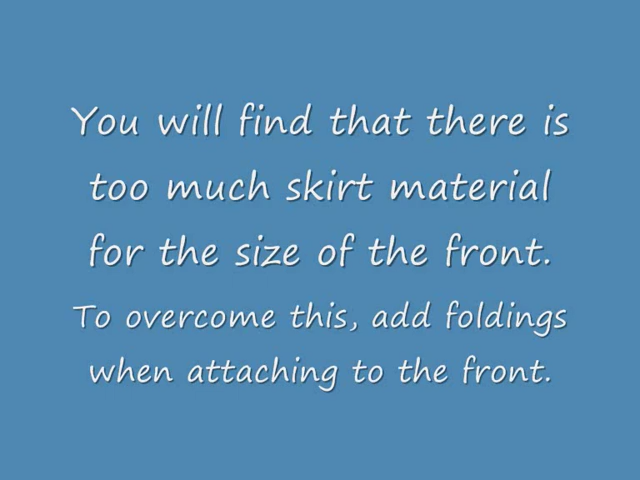 You will find that there is
too much skirt material
for the size of the front.
To overcome this, add foldings
when attaching to the front.